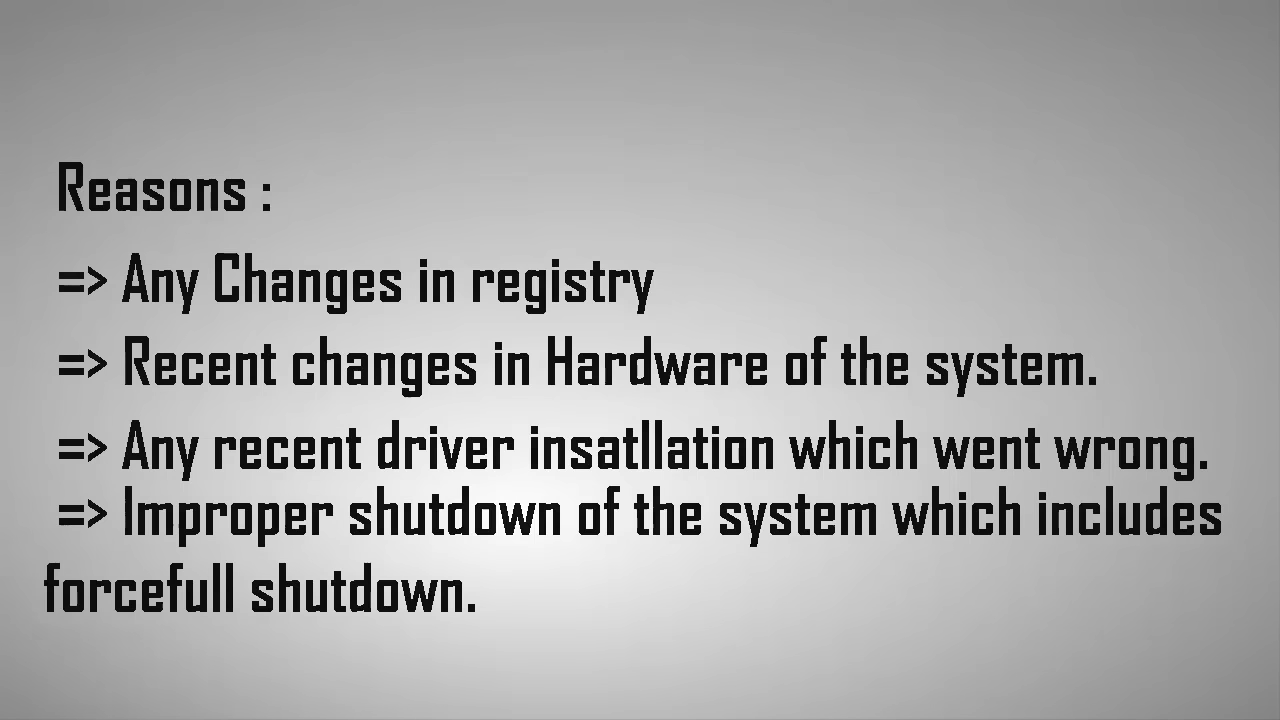 Reasons :
=> Any Changes in registry
=> Recent changes in Hardware of the system.
=> Any recent driver insatllation which went wrong.
=> Improper shutdown of the system which includes
forcefull shutdown.